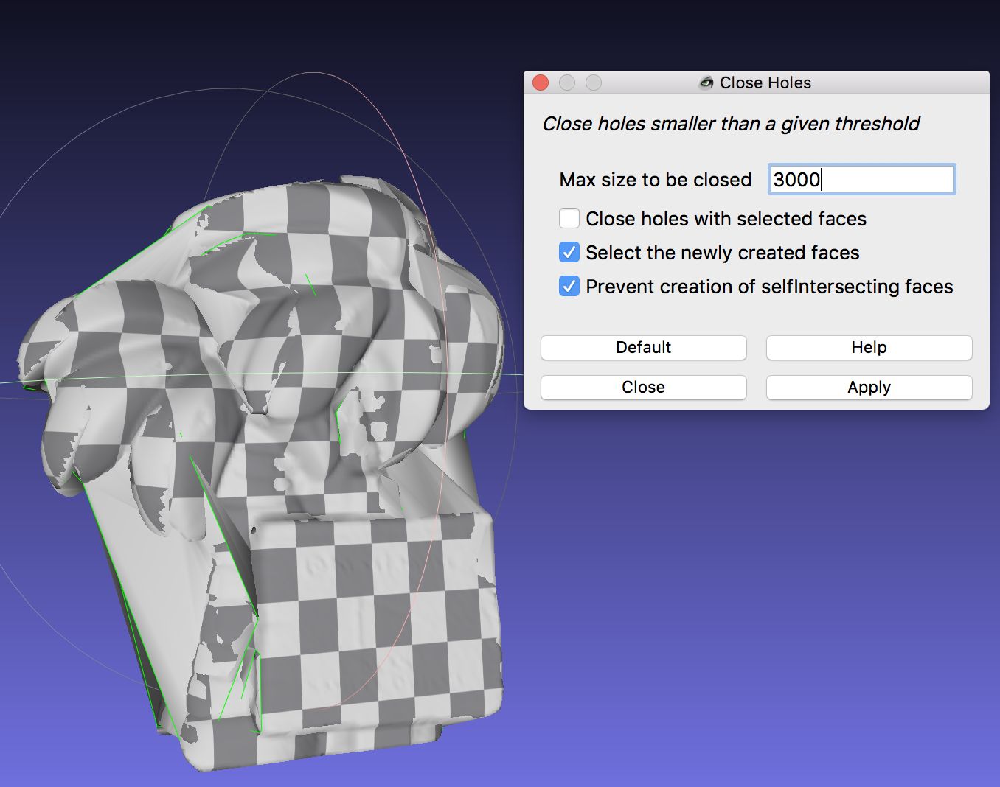 Close Holes
Close holes smaller than a given threshold
Max size to be closed 3000
Close holes with selected faces
Select the newly created faces
Prevent creation of selfIntersecting faces
Default Help
Close Apply